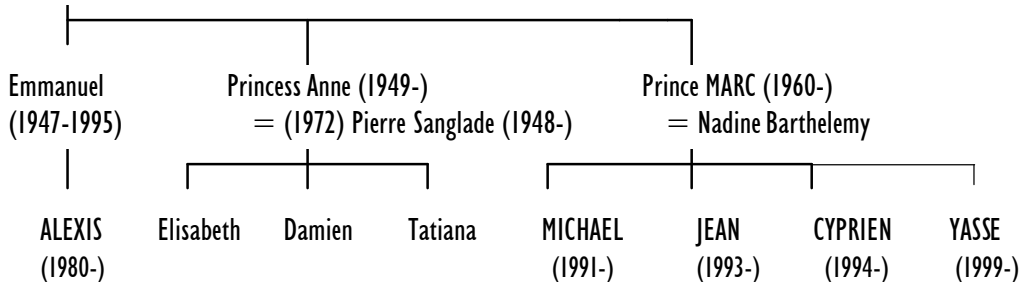 Emmanuel Princess Anne (1949-) Prince MARC (1960-)
(1947-1995) = (1972) Pierre Sanglade (1948-) = Nadine Barthelemy
ALEXIS Elisabeth Damien Tatiana MICHAEL JEAN CYPRIEN YASSE
(1980-) (1991-) (1993-) (1994-) (1999-)